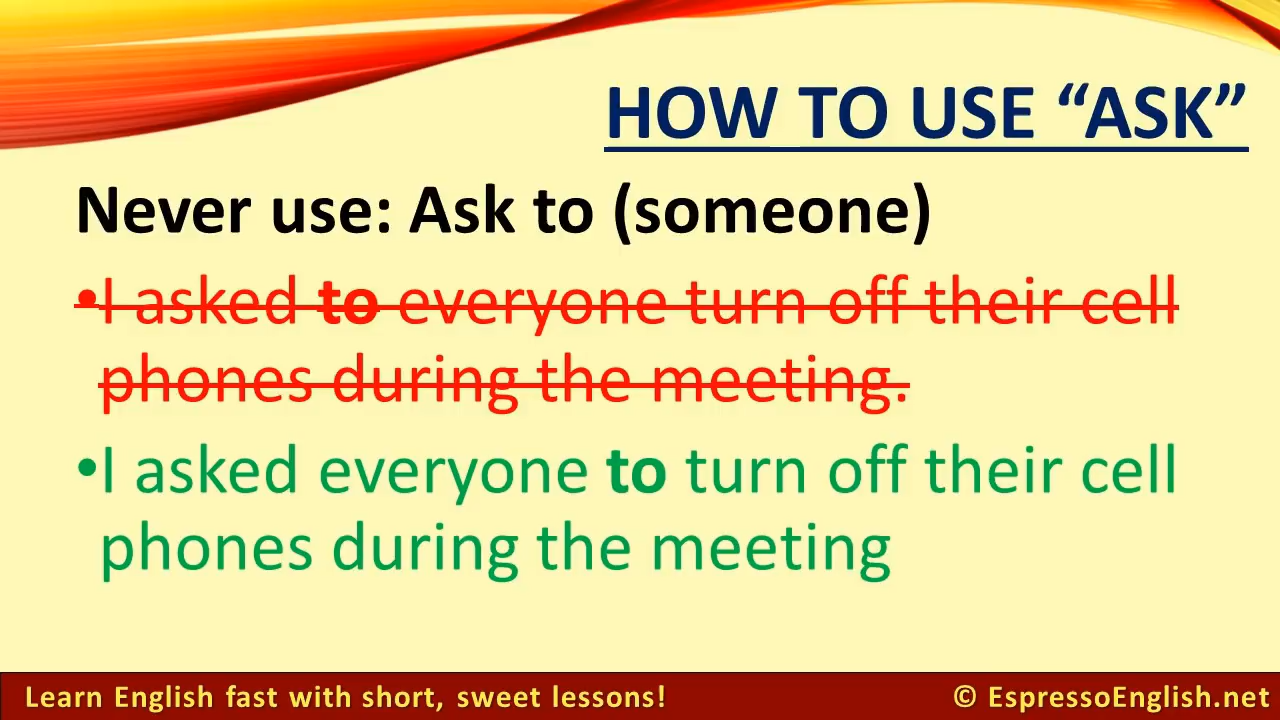 HOW TO USE “ASK”
Never use: Ask to (someone)
•I asked to everyone turn off their cell
phones during the meeting.
•I asked everyone to turn off their cell
phones during the meeting
Learn English fast with short, sweet lessons!
© EspressoEnglish.net